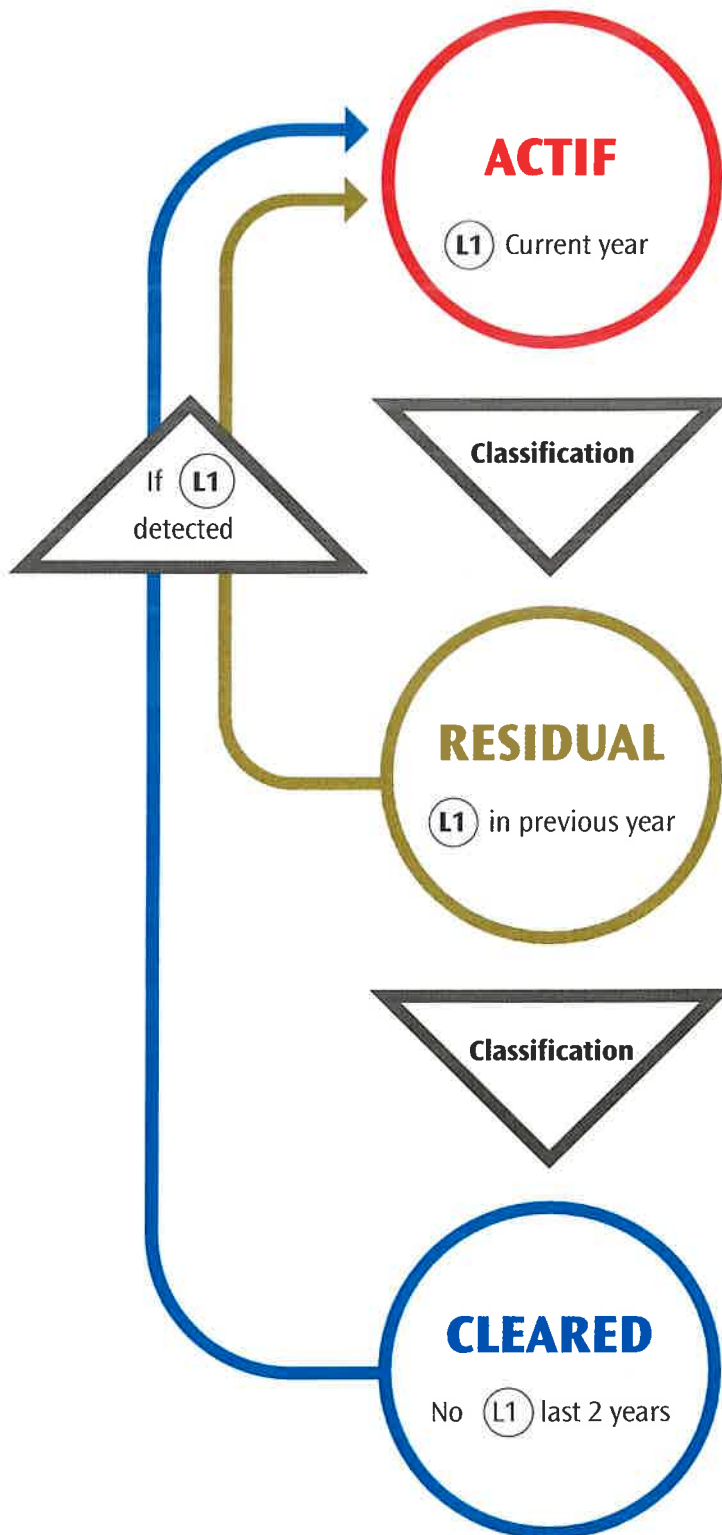 ACTIF
L1 Current year
Classification
If L1
detected
RESIDUAL
L1 in previous year
Classification
CLEARED
No L1 last 2 years